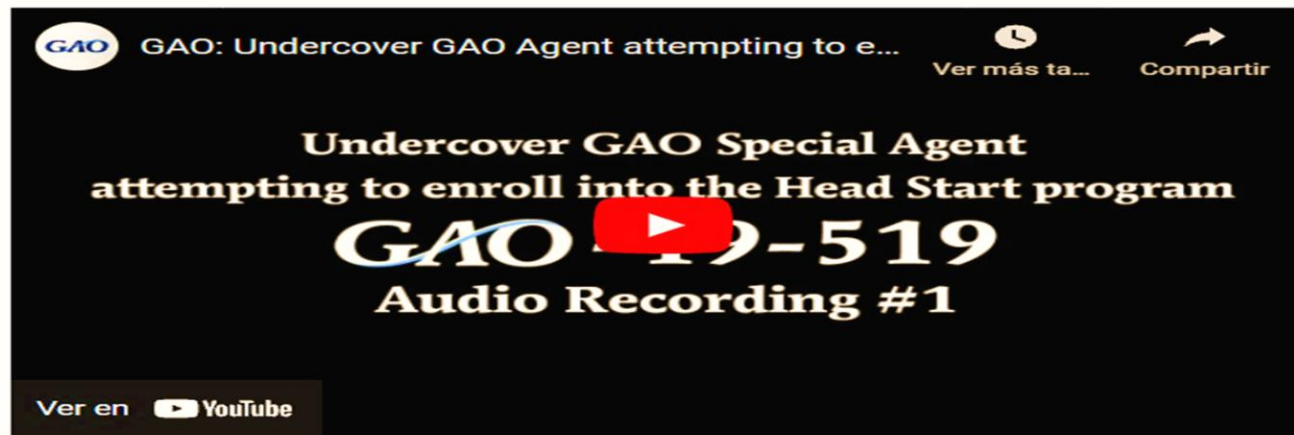 GAO GAO: Undercover GAO Agent attempting to e...
Ver más ta...
Compartir
Undercover GAO Special Agent
attempting to enroll into the Head Start program
GAO-19-519
Audio Recording #1
Ver en YouTube